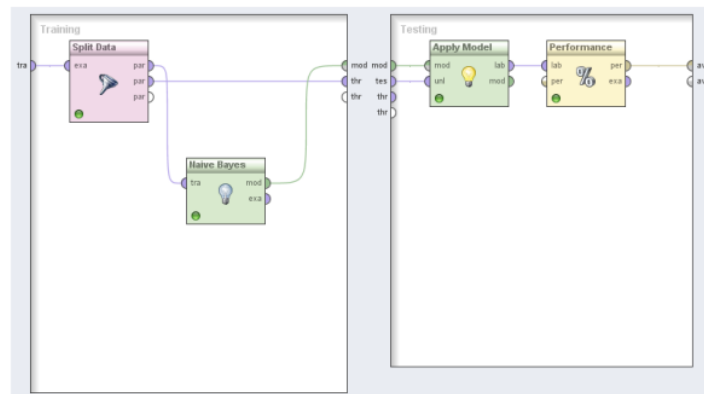 Training
Testing
Split Data
Apply Model
Performance
tra
exa
par
mod
mod
mod
lab
lab
per
av
par
thr
tes
unl
mod
per
exa
av
par
thr
thr
thr
Naive Bayes
tra
mod
exa